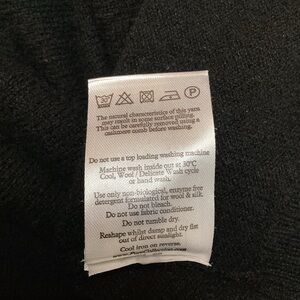 30°
P
The natural characteristics of this yarn
may result in some surface pilling.
This can be carefully removed using a
cashmere comb before washing.
Do not use a top loading washing machine
Machine wash inside out at 30°C
Cool, Wool / Delicate Wash cycle
or hand wash.
Use only non-biological, enzyme free
detergent formulated for wool & silk.
Do not bleach.
Do not use fabric conditioner.
Do not tumble dry.
Reshape whilst damp and dry flat
out of direct sunlight.
Cool iron on reverse.